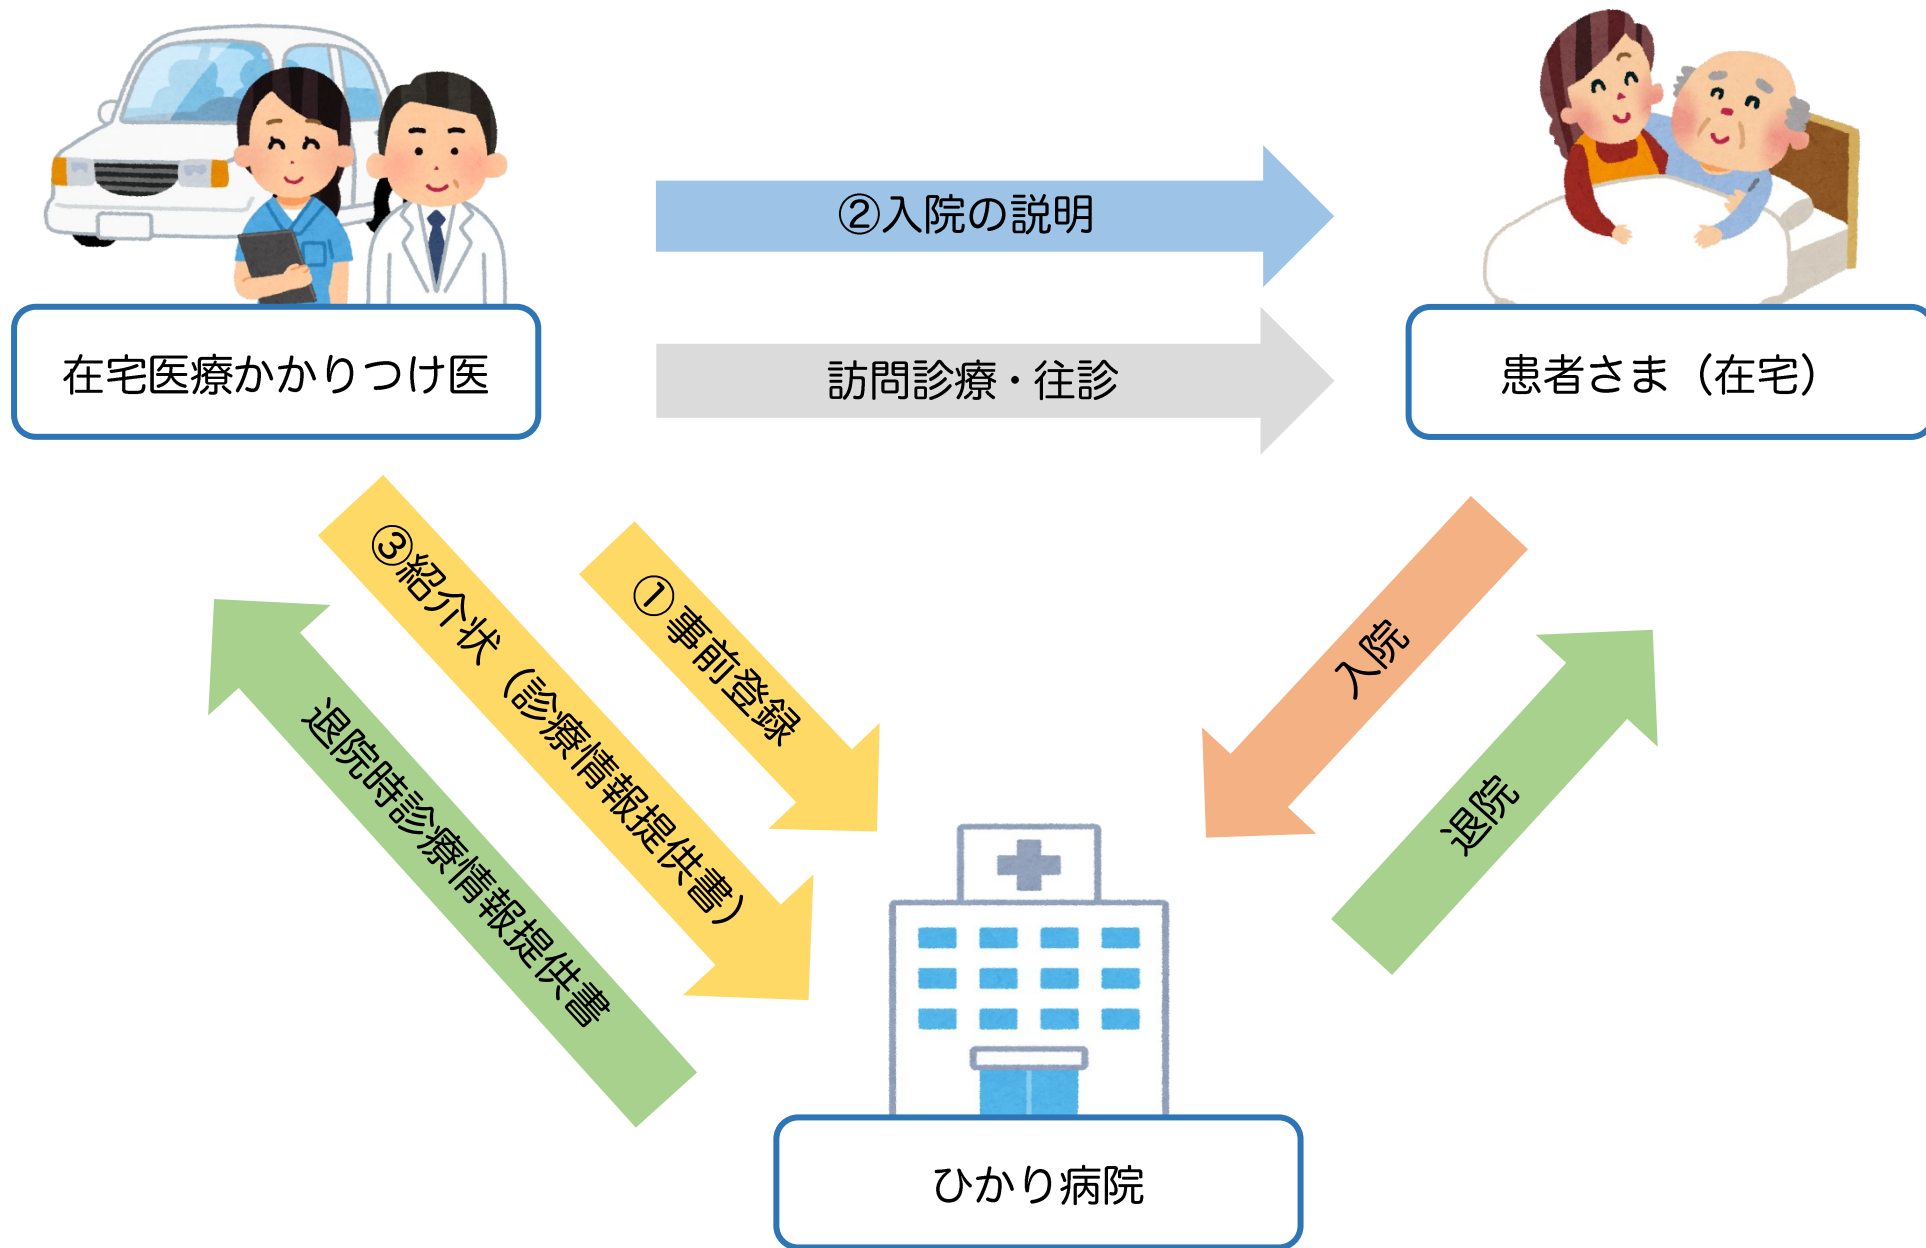 ②入院の説明
訪問診療・往診
在宅医療かかりつけ医
患者さま（在宅）
①事前登録
③紹介状（診療情報提供書）
退院時診療情報提供書
入院
退院
ひかり病院